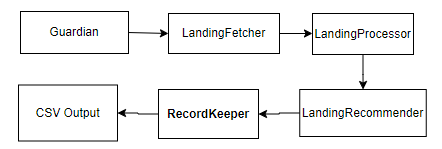 Guardian
LandingFetcher
LandingProcessor
LandingRecommender
RecordKeeper
CSV Output